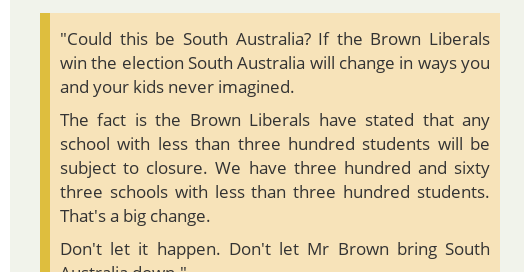 "Could this be South Australia? If the Brown Liberals
win the election South Australia will change in ways you
and your kids never imagined.
The fact is the Brown Liberals have stated that any
school with less than three hundred students will be
subject to closure. We have three hundred and sixty
three schools with less than three hundred students.
That's a big change.
Don't let it happen. Don't let Mr Brown bring South
Australia down."